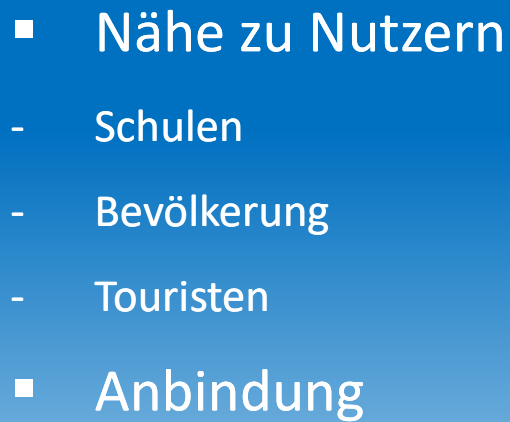 ▪ Nähe zu Nutzern
- Schulen
- Bevölkerung
- Touristen
▪ Anbindung